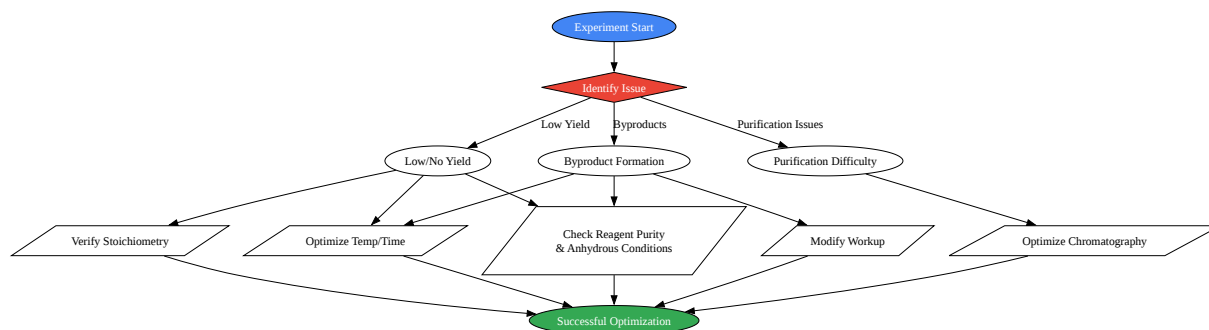 Experiment Start
Identify Issue
Low Yield
Byproducts
Purification Issues
Low/No Yield
Byproduct Formation
Purification Difficulty
Verify Stoichiometry
Optimize Temp/Time
Check Reagent Purity
& Anhydrous Conditions
Modify Workup
Optimize Chromatography
Successful Optimization